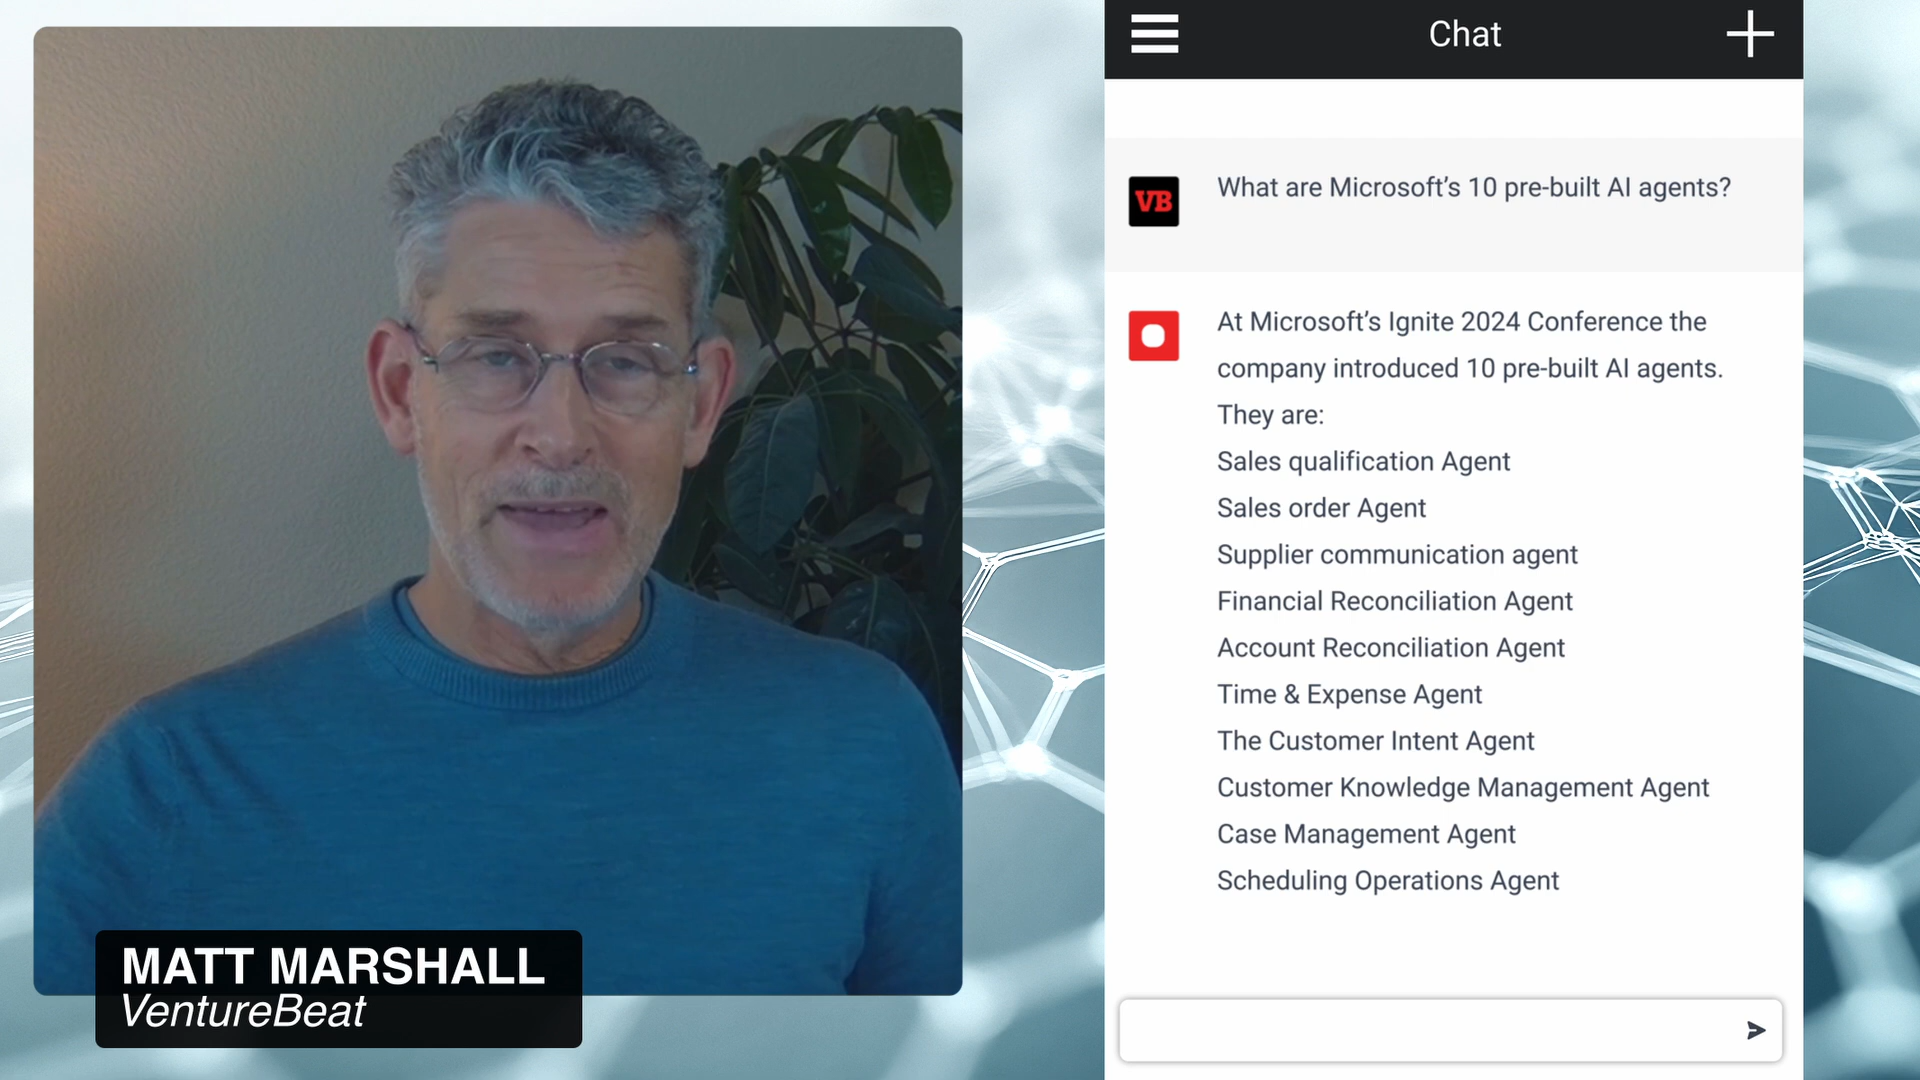 MATT MARSHALL
VentureBeat
Chat
VB
What are Microsoft’s 10 pre-built AI agents?
At Microsoft’s Ignite 2024 Conference the
company introduced 10 pre-built AI agents.
They are:
Sales qualification Agent
Sales order Agent
Supplier communication agent
Financial Reconciliation Agent
Account Reconciliation Agent
Time & Expense Agent
The Customer Intent Agent
Customer Knowledge Management Agent
Case Management Agent
Scheduling Operations Agent